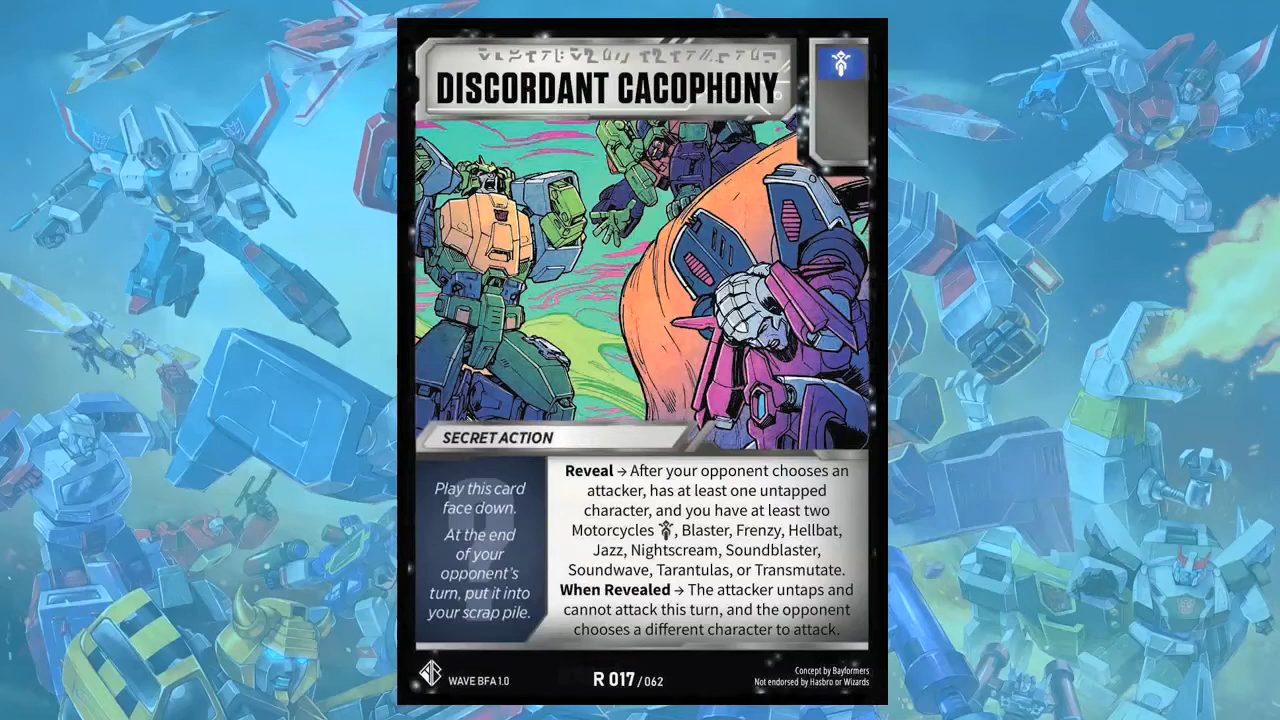 DISCORDANT CACOPHONY
SECRET ACTION
Play this card
face down.
At the end
of your
opponent's
turn, put it into
your scrap pile.
Reveal → After your opponent chooses an
attacker, has at least one untapped
character, and you have at least two
Motorcycles , Blaster, Frenzy, Hellbat,
Jazz, Nightscream, Soundblaster,
Soundwave, Tarantulas, or Transmutate.
When Revealed → The attacker untaps and
cannot attack this turn, and the opponent
chooses a different character to attack.
WAVE BFA 1.0
R 017 / 062
Concept by Bayformers
Not endorsed by Hasbro or Wizards